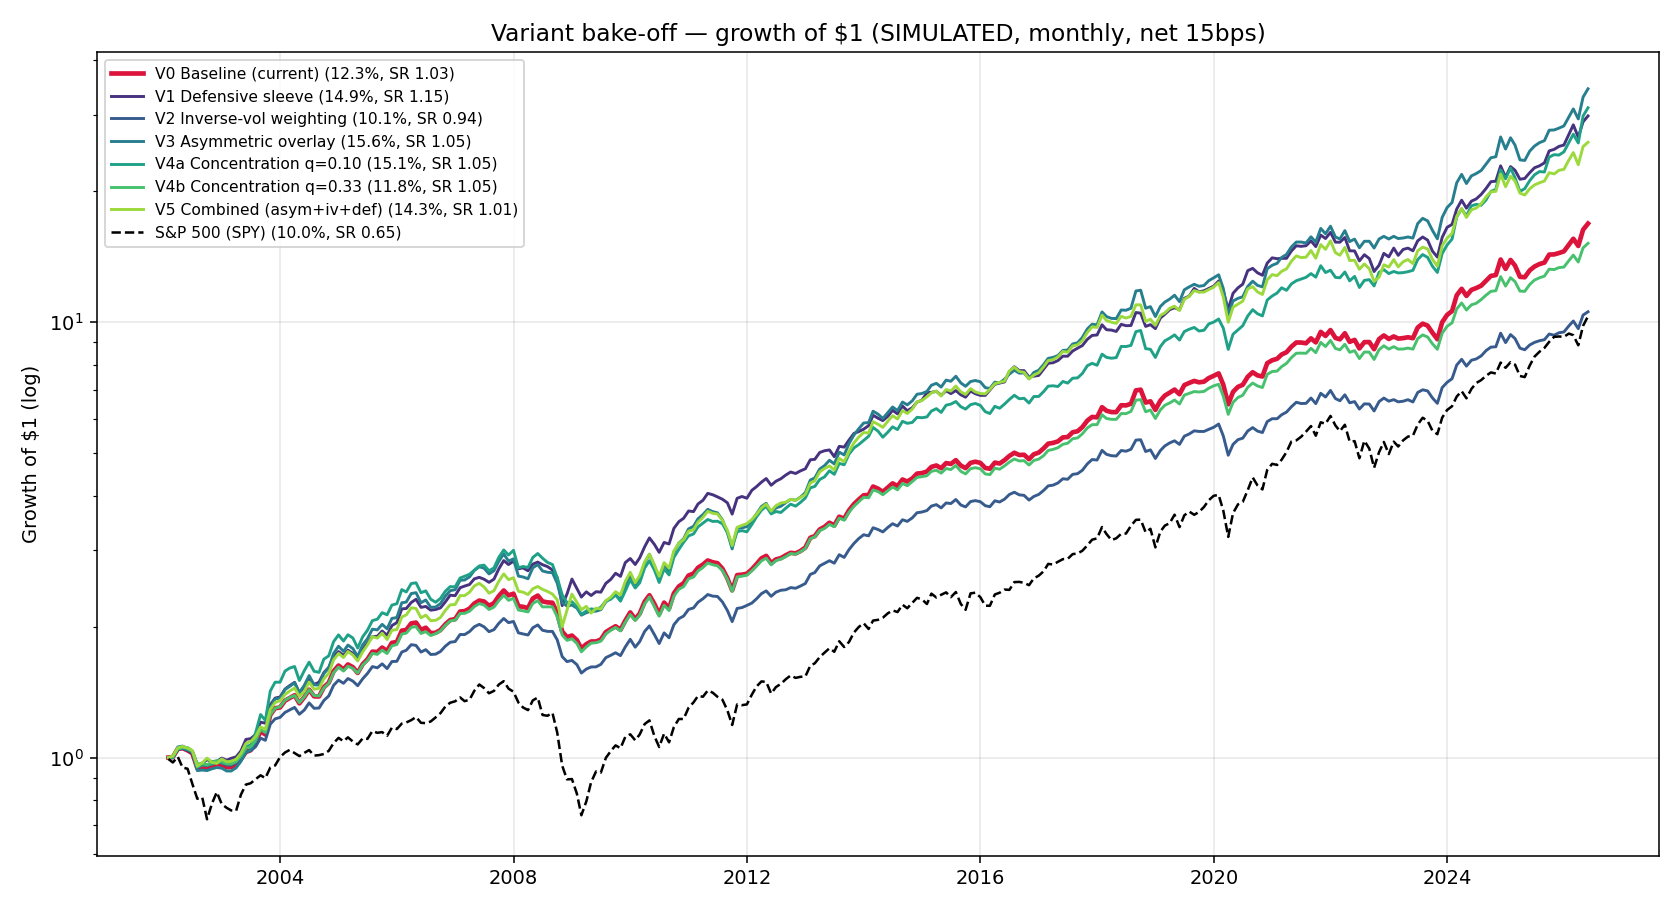 Variant bake-off — growth of $1 (SIMULATED, monthly, net 15bps)
V0 Baseline (current) (12.3%, SR 1.03)
V1 Defensive sleeve (14.9%, SR 1.15)
V2 Inverse-vol weighting (10.1%, SR 0.94)
V3 Asymmetric overlay (15.6%, SR 1.05)
V4a Concentration q=0.10 (15.1%, SR 1.05)
V4b Concentration q=0.33 (11.8%, SR 1.05)
V5 Combined (asym+iv+def) (14.3%, SR 1.01)
S&P 500 (SPY) (10.0%, SR 0.65)
Growth of $1 (log)
10¹
10⁰
2004 2008 2012 2016 2020 2024